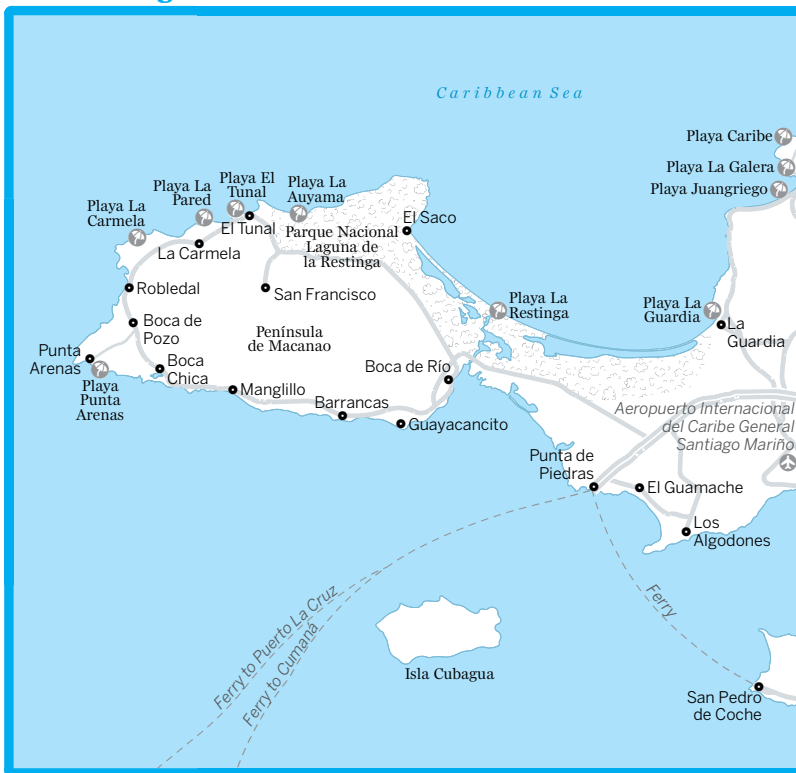 Caribbean Sea
Playa Caribe
Playa La Galera
Playa Juangriego
Playa La
Carmela
Playa La
Pared
Playa El
Tunal
Playa La
Auyama
El Tunal
La Carmela
Parque Nacional
Laguna de
la Restinga
El Saco
Robledal
San Francisco
Playa La
Restinga
Playa La
Guardia
La
Guardia
Boca de
Pozo
Península
de Macanao
Punta
Arenas
Playa
Punta
Arenas
Boca
Chica
Manglillo
Boca de Río
Barrancas
Guayacancito
Aeropuerto Internacional
del Caribe General
Santiago Mariño
Punta de
Piedras
El Guamache
Los
Algodones
Ferry to Puerto La Cruz
Ferry to Cumaná
Ferry
Isla Cubagua
San Pedro
de Coche